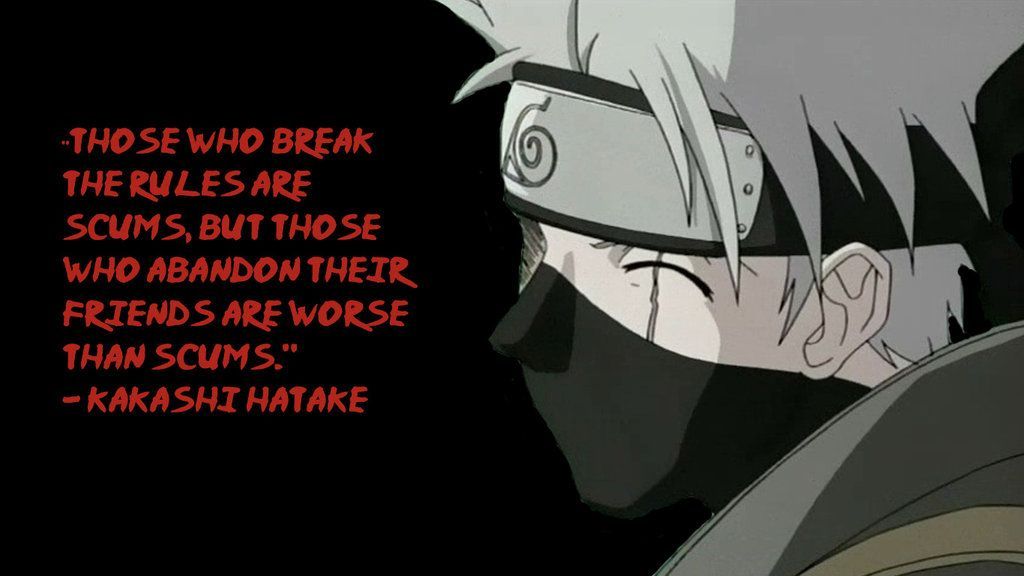 "THOSE WHO BREAK
THE RULES ARE
SCUMS, BUT THOSE
WHO ABANDON THEIR
FRIENDS ARE WORSE
THAN SCUMS."
- KAKASHI HATAKE